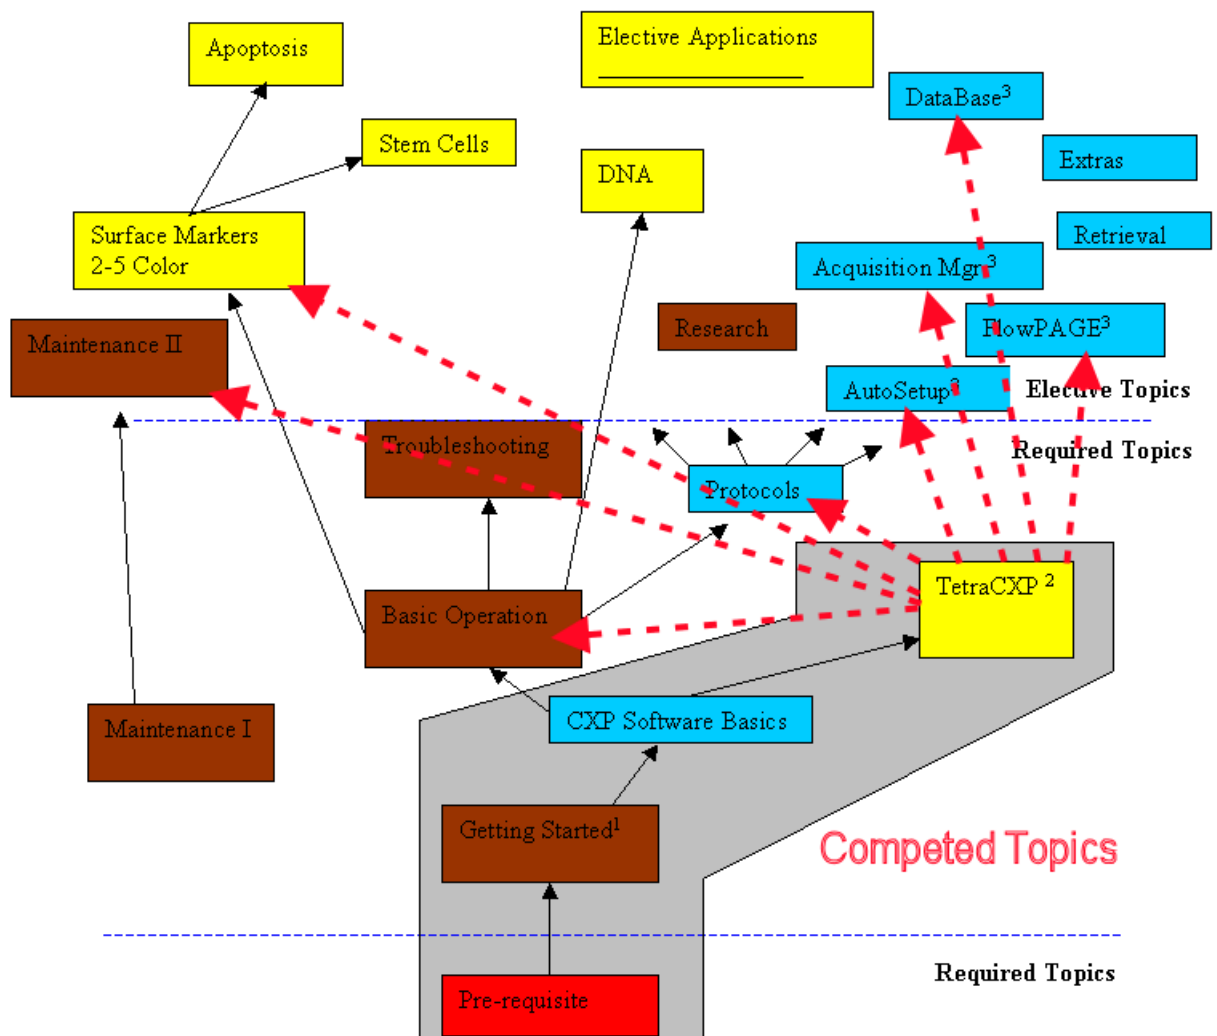 Apoptosis
Elective Applications
DataBase3
Stem Cells
Extras
DNA
Surface Markers
2-5 Color
Retrieval
Acquisition Mgr3
Maintenance II
Research
FlowPAGE3
AutoSetup3
Elective Topics
Troubleshooting
Required Topics
Protocols
TetraCXP 2
Basic Operation
CXP Software Basics
Maintenance I
Getting Started1
Competed Topics
Required Topics
Pre-requisite